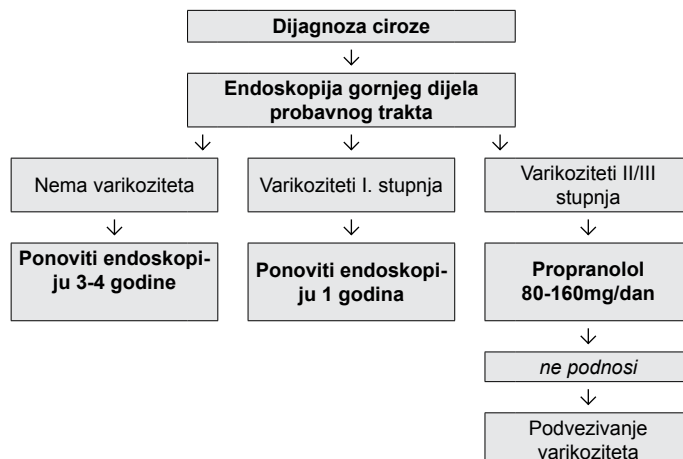 Dijagnoza ciroze
Endoskopija gornjeg dijela
probavnog trakta
Nema varikoziteta
Varikoziteti I. stupnja
Varikoziteti II/III
stupnja
Ponoviti endoskopi-
ju 3-4 godine
Ponoviti endoskopi-
ju 1 godina
Propranolol
80-160mg/dan
ne podnosi
Podvezivanje
varikoziteta